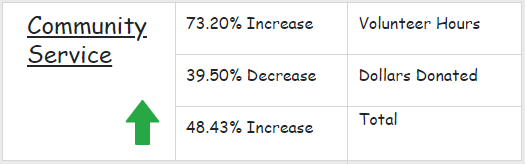 Community
Service
73.20% Increase
Volunteer Hours
39.50% Decrease
Dollars Donated
48.43% Increase
Total